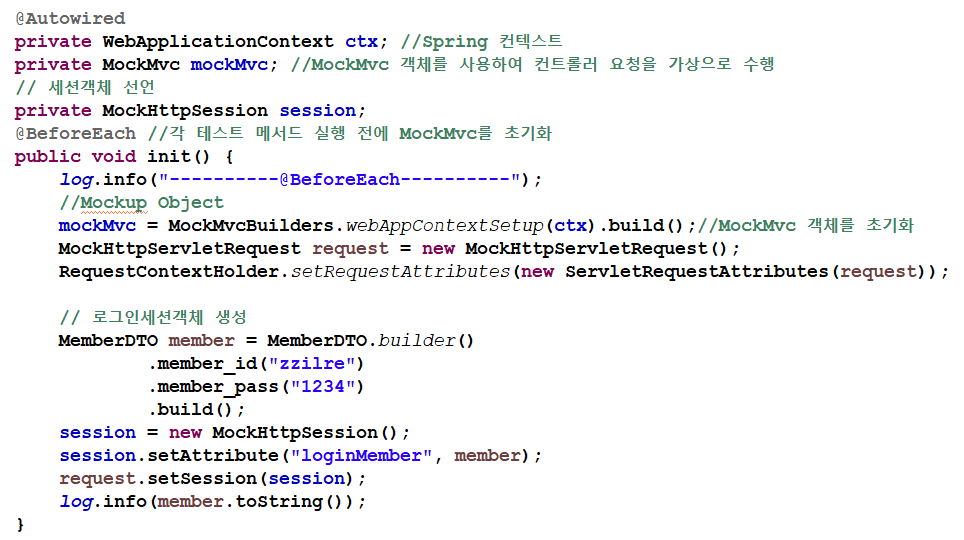 @Autowired
private WebApplicationContext ctx; //Spring 컨텍스트
private MockMvc mockMvc; //MockMvc 객체를 사용하여 컨트롤러 요청을 가상으로 수행
// 세션객체 선언
private MockHttpSession session;
@BeforeEach //각 테스트 메서드 실행 전에 MockMvc를 초기화
public void init() {
    log.info("----------@BeforeEach----------");
    //Mockup Object
    mockMvc = MockMvcBuilders.webAppContextSetup(ctx).build();//MockMvc 객체를 초기화
    MockHttpServletRequest request = new MockHttpServletRequest();
    RequestContextHolder.setRequestAttributes(new ServletRequestAttributes(request));
    // 로그인세션객체 생성
    MemberDTO member = MemberDTO.builder()
            .member_id("zzilre")
            .member_pass("1234")
            .build();
    session = new MockHttpSession();
    session.setAttribute("loginMember", member);
    request.setSession(session);
    log.info(member.toString());
}